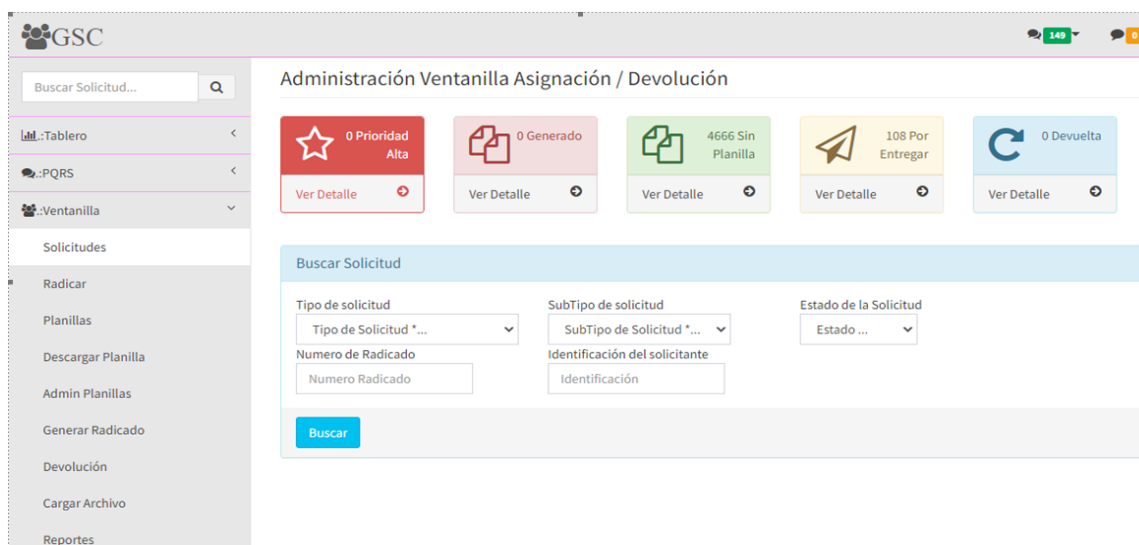 GSC
149
0
Buscar Solicitud...
.:Tablero
.:PQRS
.:Ventanilla
Solicitudes
Radicar
Planillas
Descargar Planilla
Admin Planillas
Generar Radicado
Devolución
Cargar Archivo
Reportes
Administración Ventanilla Asignación / Devolución
0 Prioridad
Alta
Ver Detalle
0 Generado
Ver Detalle
4666 Sin
Planilla
Ver Detalle
108 Por
Entregar
Ver Detalle
0 Devuelta
Ver Detalle
Buscar Solicitud
Tipo de solicitud
Tipo de Solicitud *...
SubTipo de solicitud
SubTipo de Solicitud *...
Estado de la Solicitud
Estado ...
Numero de Radicado
Numero Radicado
Identificación del solicitante
Identificación
Buscar